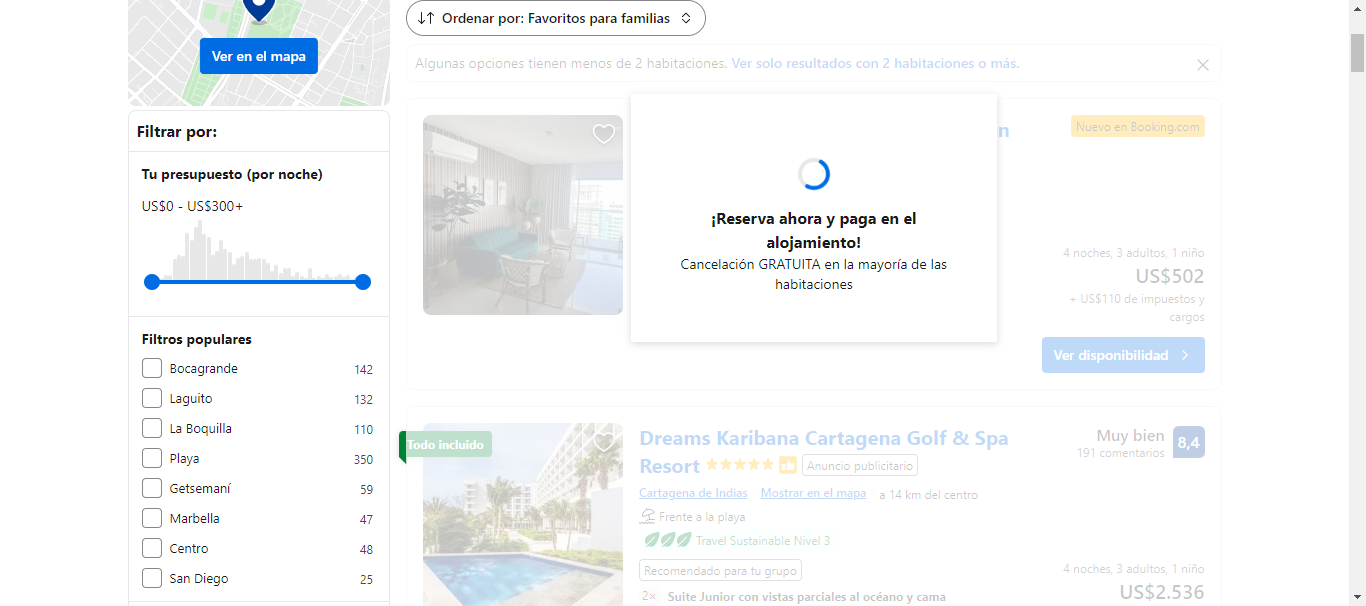 Ver en el mapa
Filtrar por:
Tu presupuesto (por noche)
US$0 - US$300+
Filtros populares
Bocagrande 142
Laguito 132
La Boquilla 110
Playa 350
Getsemaní 59
Marbella 47
Centro 48
San Diego 25
Ordenar por: Favoritos para familias
Algunas opciones tienen menos de 2 habitaciones. Ver solo resultados con 2 habitaciones o más.
n
Nuevo en Booking.com
¡Reserva ahora y paga en el
alojamiento!
Cancelación GRATUITA en la mayoría de las
habitaciones
4 noches, 3 adultos, 1 niño
US$502
+ US$110 de impuestos y
cargos
Ver disponibilidad
Todo incluido
Dreams Karibana Cartagena Golf & Spa
Resort Anuncio publicitario
Muy bien 8,4
191 comentarios
Cartagena de Indias Mostrar en el mapa a 14 km del centro
Frente a la playa
Travel Sustainable Nivel 3
Recomendado para tu grupo
2× Suite Junior con vistas parciales al océano y cama
4 noches, 3 adultos, 1 niño
US$2.536